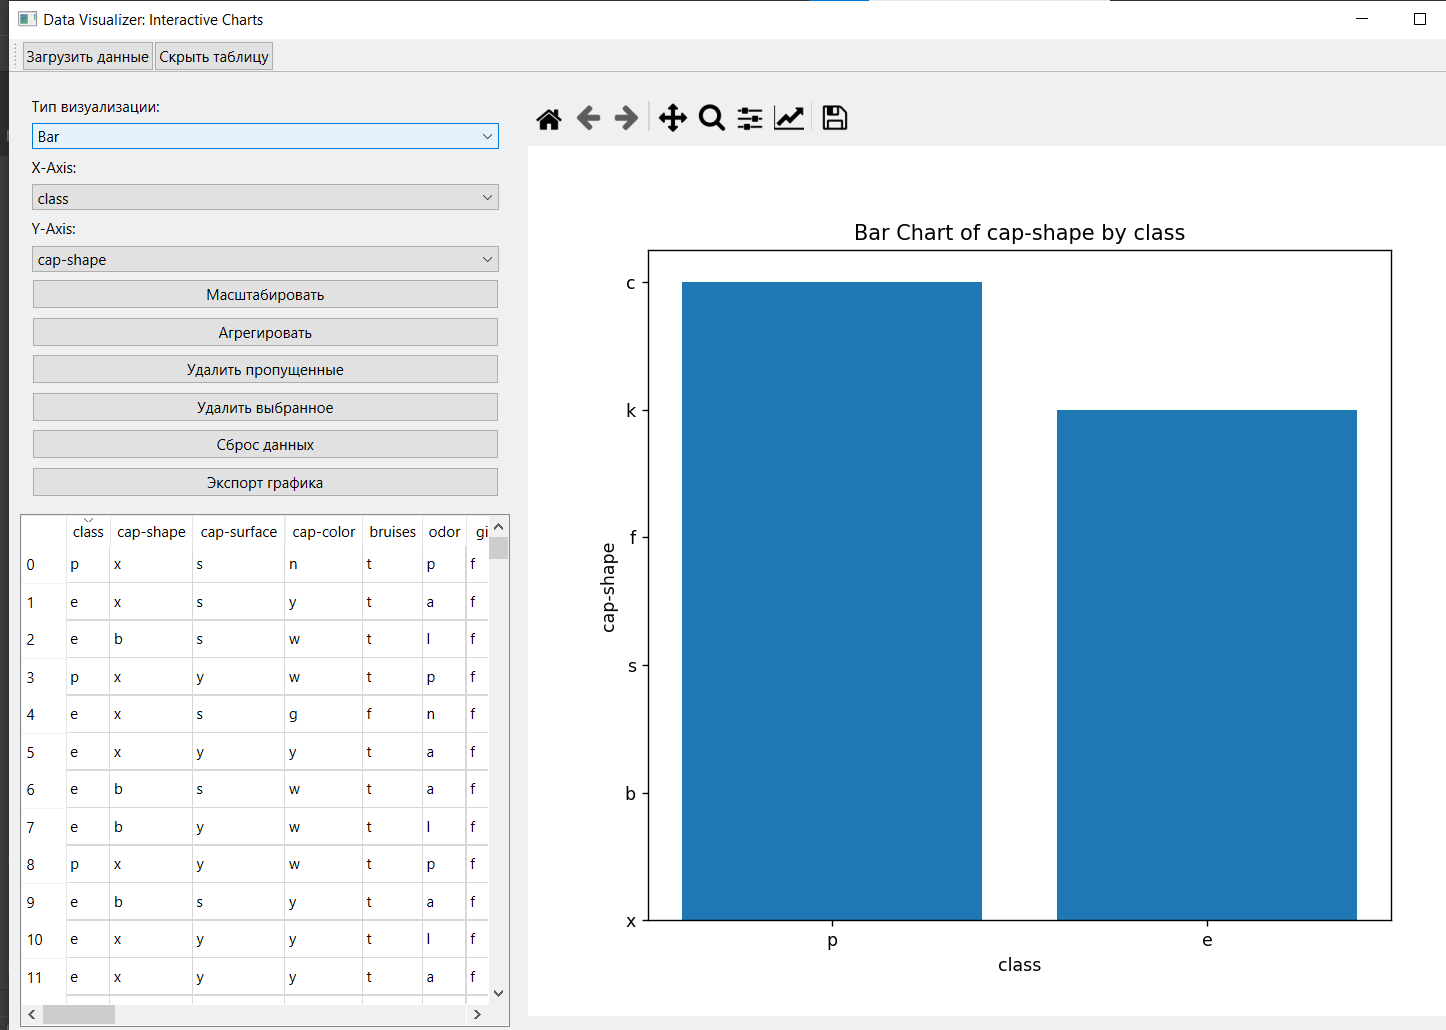 Data Visualizer: Interactive Charts
Загрузить данные Скрыть таблицу
Тип визуализации:
Bar
X-Axis:
class
Y-Axis:
cap-shape
Масштабировать
Агрегировать
Удалить пропущенные
Удалить выбранное
Сброс данных
Экспорт графика
class cap-shape cap-surface cap-color bruises odor gi
0 p x s n t p f
1 e x s y t a f
2 e b s w t l f
3 p x y w t p f
4 e x s g f n f
5 e x y y t a f
6 e b s w t a f
7 e b y w t l f
8 p x y w t p f
9 e b s y t a f
10 e x y y t l f
11 e x y y t a f
Bar Chart of cap-shape by class
c
k
f
s
b
x
cap-shape
p e
class